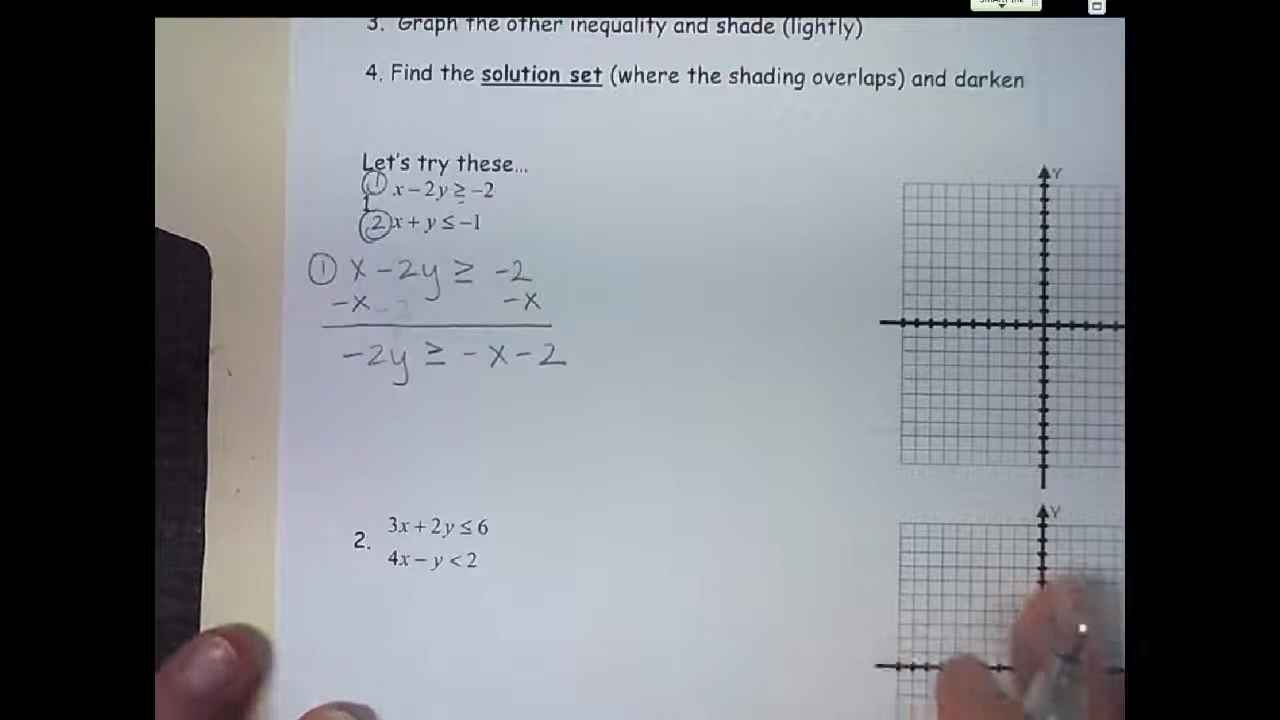 3. Graph the other inequality and shade (lightly)
4. Find the solution set (where the shading overlaps) and darken
Let's try these...
① x − 2y ≥ −2
1.
② x + y ≤ −1
① x − 2y ≥ −2
−x −x
−2y ≥ −x − 2
2. 3x + 2y ≤ 6
4x − y < 2
Y
Y